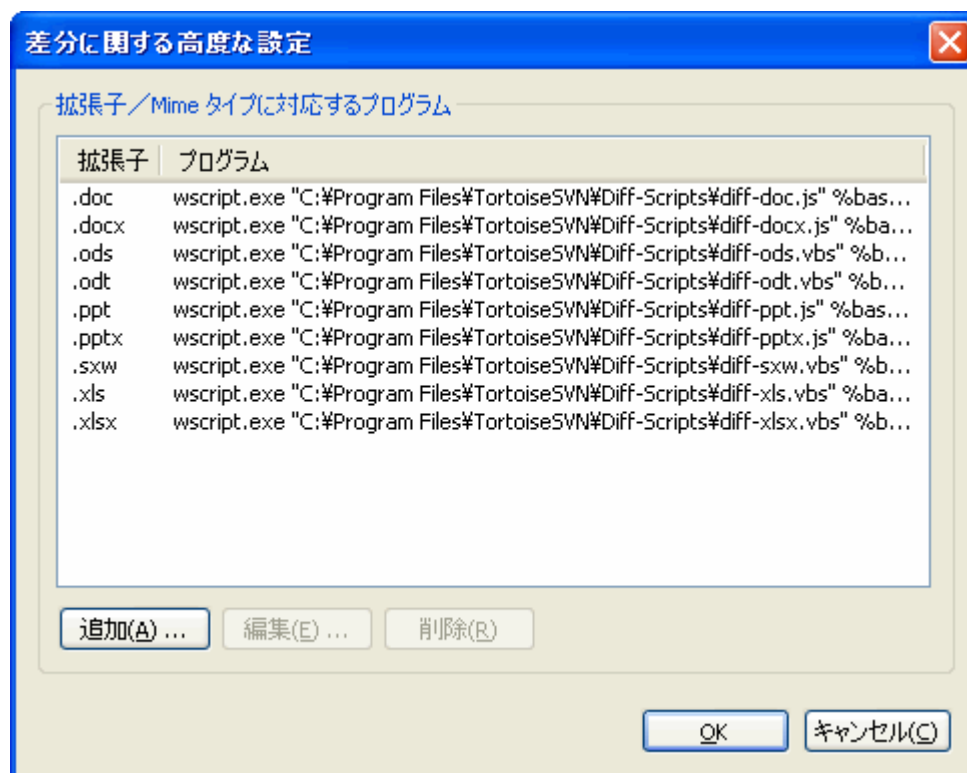 差分に関する高度な設定
拡張子／Mime タイプに対応するプログラム
拡張子 プログラム
.doc wscript.exe "C:¥Program Files¥TortoiseSVN¥Diff-Scripts¥diff-doc.js" %bas...
.docx wscript.exe "C:¥Program Files¥TortoiseSVN¥Diff-Scripts¥diff-docx.js" %ba...
.ods wscript.exe "C:¥Program Files¥TortoiseSVN¥Diff-Scripts¥diff-ods.vbs" %b...
.odt wscript.exe "C:¥Program Files¥TortoiseSVN¥Diff-Scripts¥diff-odt.vbs" %b...
.ppt wscript.exe "C:¥Program Files¥TortoiseSVN¥Diff-Scripts¥diff-ppt.js" %bas...
.pptx wscript.exe "C:¥Program Files¥TortoiseSVN¥Diff-Scripts¥diff-pptx.js" %ba...
.sxw wscript.exe "C:¥Program Files¥TortoiseSVN¥Diff-Scripts¥diff-sxw.vbs" %b...
.xls wscript.exe "C:¥Program Files¥TortoiseSVN¥Diff-Scripts¥diff-xls.vbs" %ba...
.xlsx wscript.exe "C:¥Program Files¥TortoiseSVN¥Diff-Scripts¥diff-xlsx.vbs" %b...
追加(A) ... 編集(E) ... 削除(R)
OK キャンセル(C)